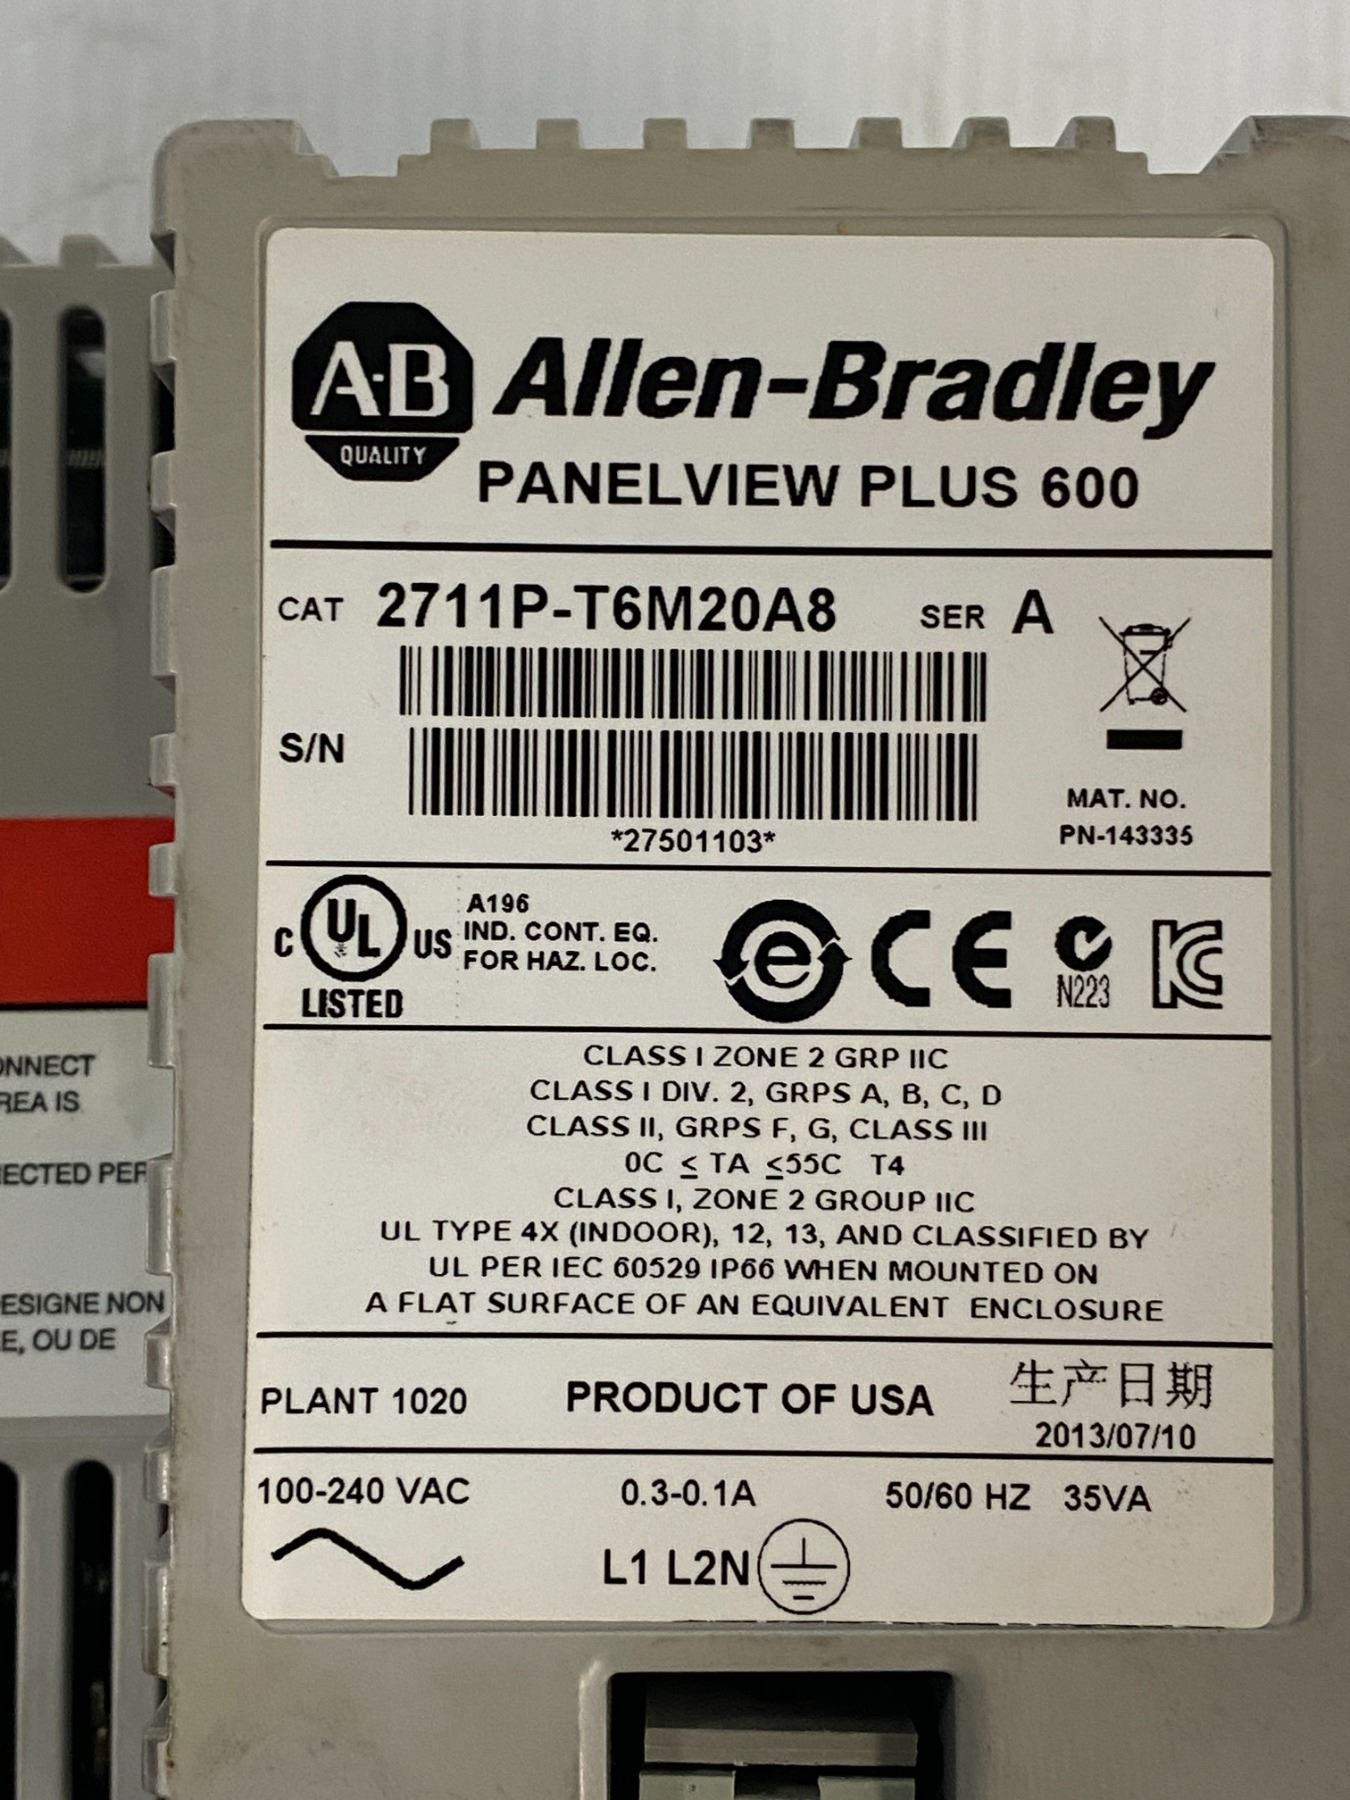 A-B
QUALITY
Allen-Bradley
PANELVIEW PLUS 600
CAT 2711P-T6M20A8 SER A
S/N
*27501103*
MAT. NO.
PN-143335
C UL US
LISTED
A196
IND. CONT. EQ.
FOR HAZ. LOC.
e
CE
N223
KC
CLASS I ZONE 2 GRP IIC
CLASS I DIV. 2, GRPS A, B, C, D
CLASS II, GRPS F, G, CLASS III
0C ≤ TA ≤55C T4
CLASS I, ZONE 2 GROUP IIC
UL TYPE 4X (INDOOR), 12, 13, AND CLASSIFIED BY
UL PER IEC 60529 IP66 WHEN MOUNTED ON
A FLAT SURFACE OF AN EQUIVALENT ENCLOSURE
PLANT 1020 PRODUCT OF USA 生产日期
2013/07/10
100-240 VAC 0.3-0.1A 50/60 HZ 35VA
L1 L2N
ONNECT
REA IS
ECTED PER
ESIGNE NON
E, OU DE